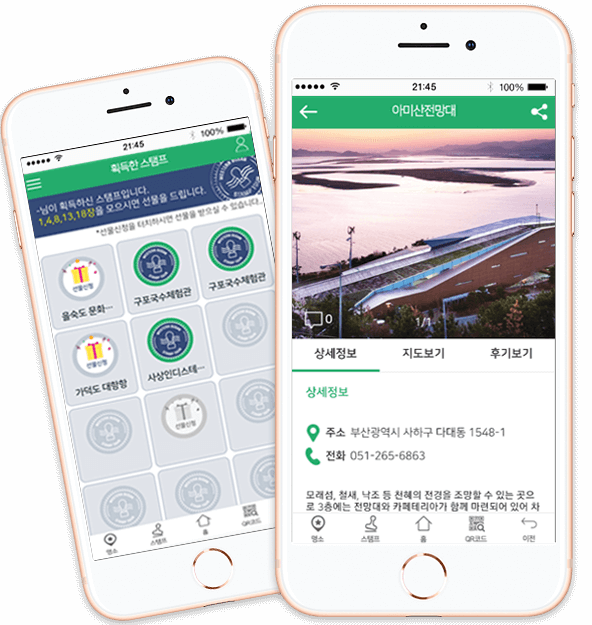 21:45
100%
획득한 스탬프
-님이 획득하신 스탬프입니다.
1,4,8,13,18장을 모으시면 선물을 드립니다.
*선물신청을 터치하시면 선물을 받으실 수 있습니다.
선물신청
을숙도 문화…
구포국수체험관
구포국수체험관
선물신청
가덕도 대항항
사상인디스테…
선물신청
명소
스탬프
홈
QR코드
21:45
100%
아미산전망대
0
1/1
상세정보
지도보기
후기보기
상세정보
주소 부산광역시 사하구 다대동 1548-1
전화 051-265-6863
모래섬, 철새, 낙조 등 천혜의 전경을 조망할 수 있는 곳으
로 3층에는 전망대와 카페테리아가 함께 마련되어 있어 차
명소
스탬프
홈
QR코드
이전